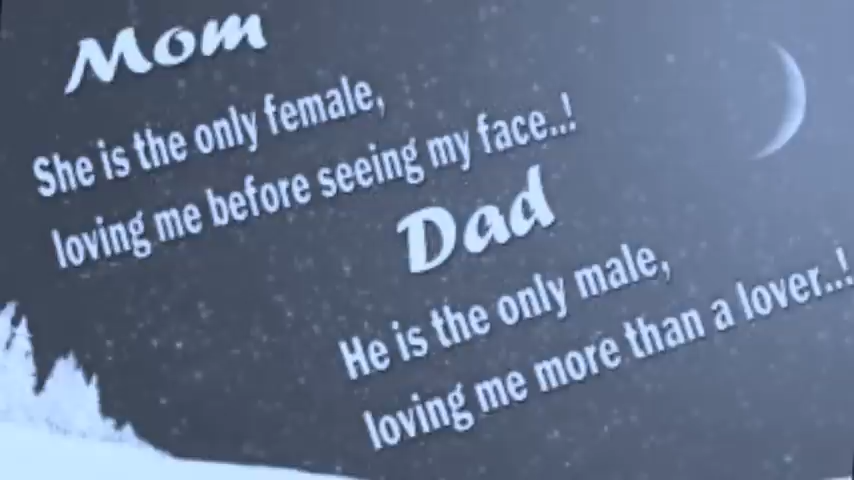 Mom
She is the only female,
loving me before seeing my face..!
Dad
He is the only male,
loving me more than a lover..!